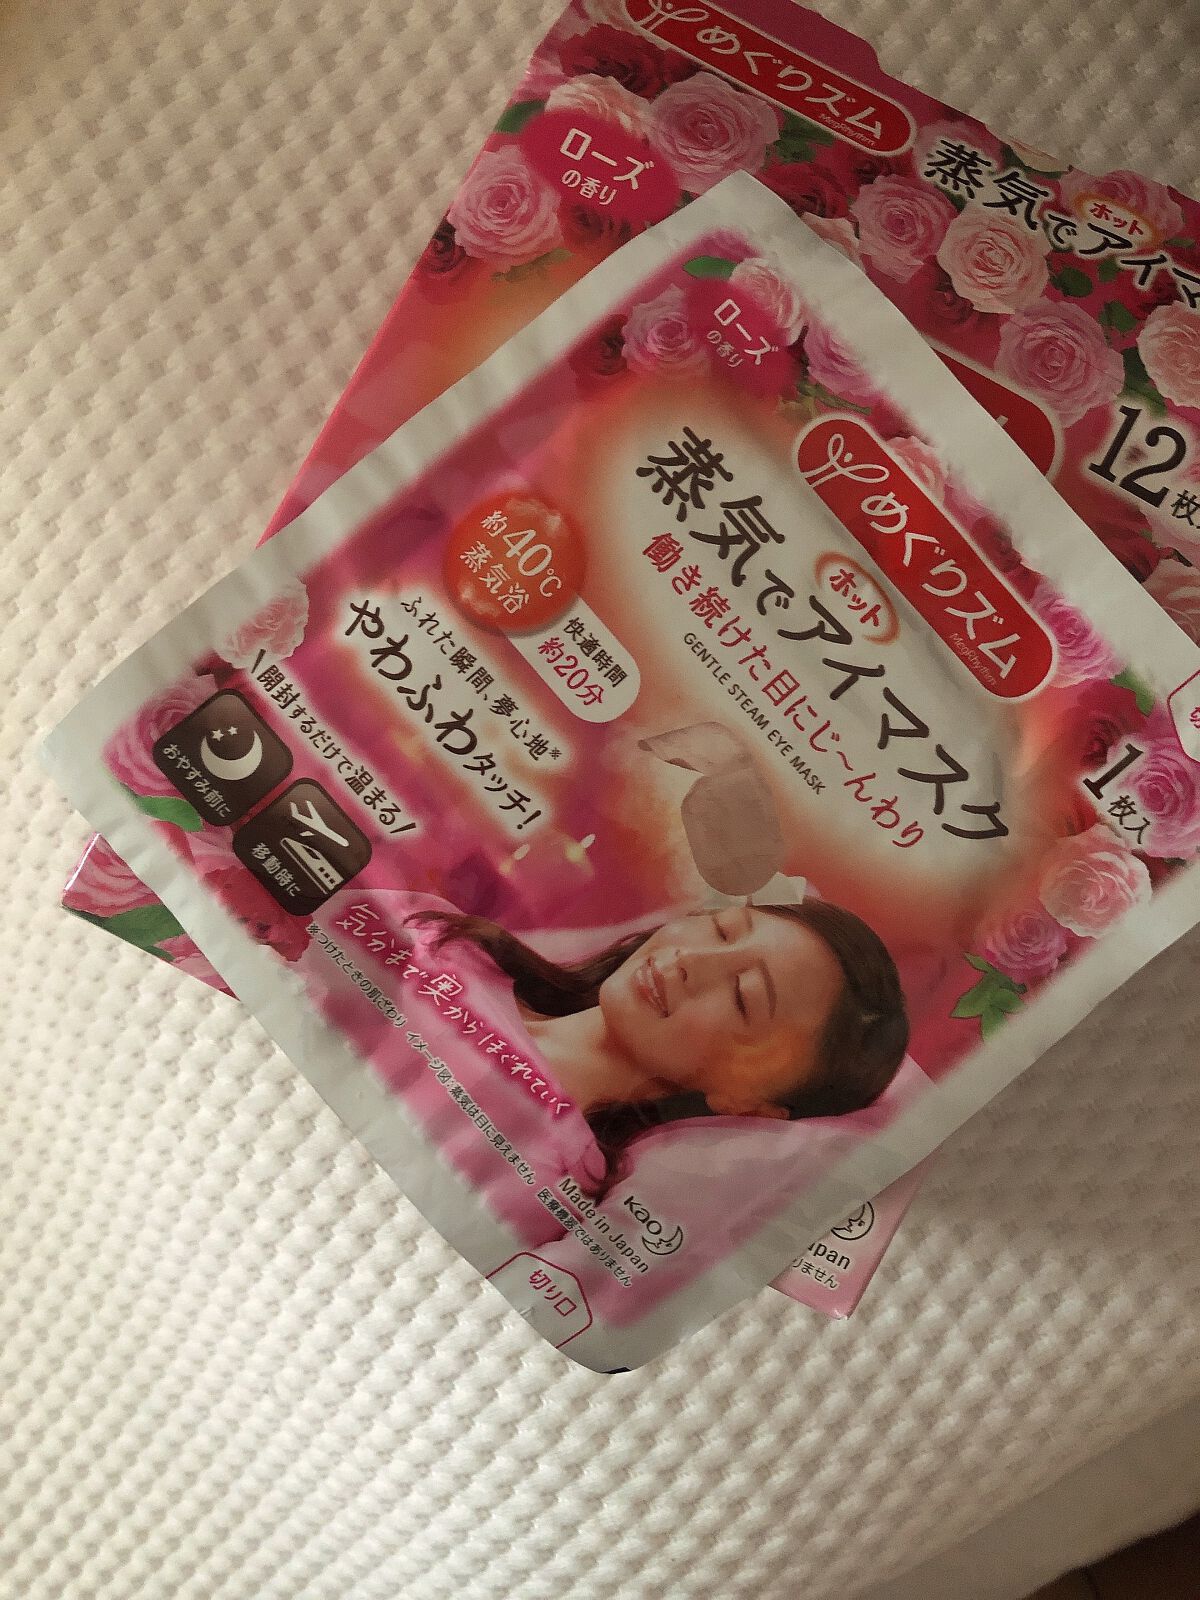 めぐりズム
MegRhythm
ローズ
の香り
蒸気で
ホット
アイマ
12枚
ローズ
の香り
めぐりズム
MegRhythm
蒸気でホットアイマスク
働き続けた目にじ~んわり
GENTLE STEAM EYE MASK
1枚入
約40℃
蒸気浴
快適時間
約20分
ふれた瞬間、夢心地※
やわふわタッチ!
\開封するだけで温まる/
おやすみ前に
移動時に
気分まで奥からほぐれていく
※つけたときの肌ざわり イメージ図:蒸気は目に見えません 医療機器ではありません
Made in Japan
Kao
切り口
切
apan
りません